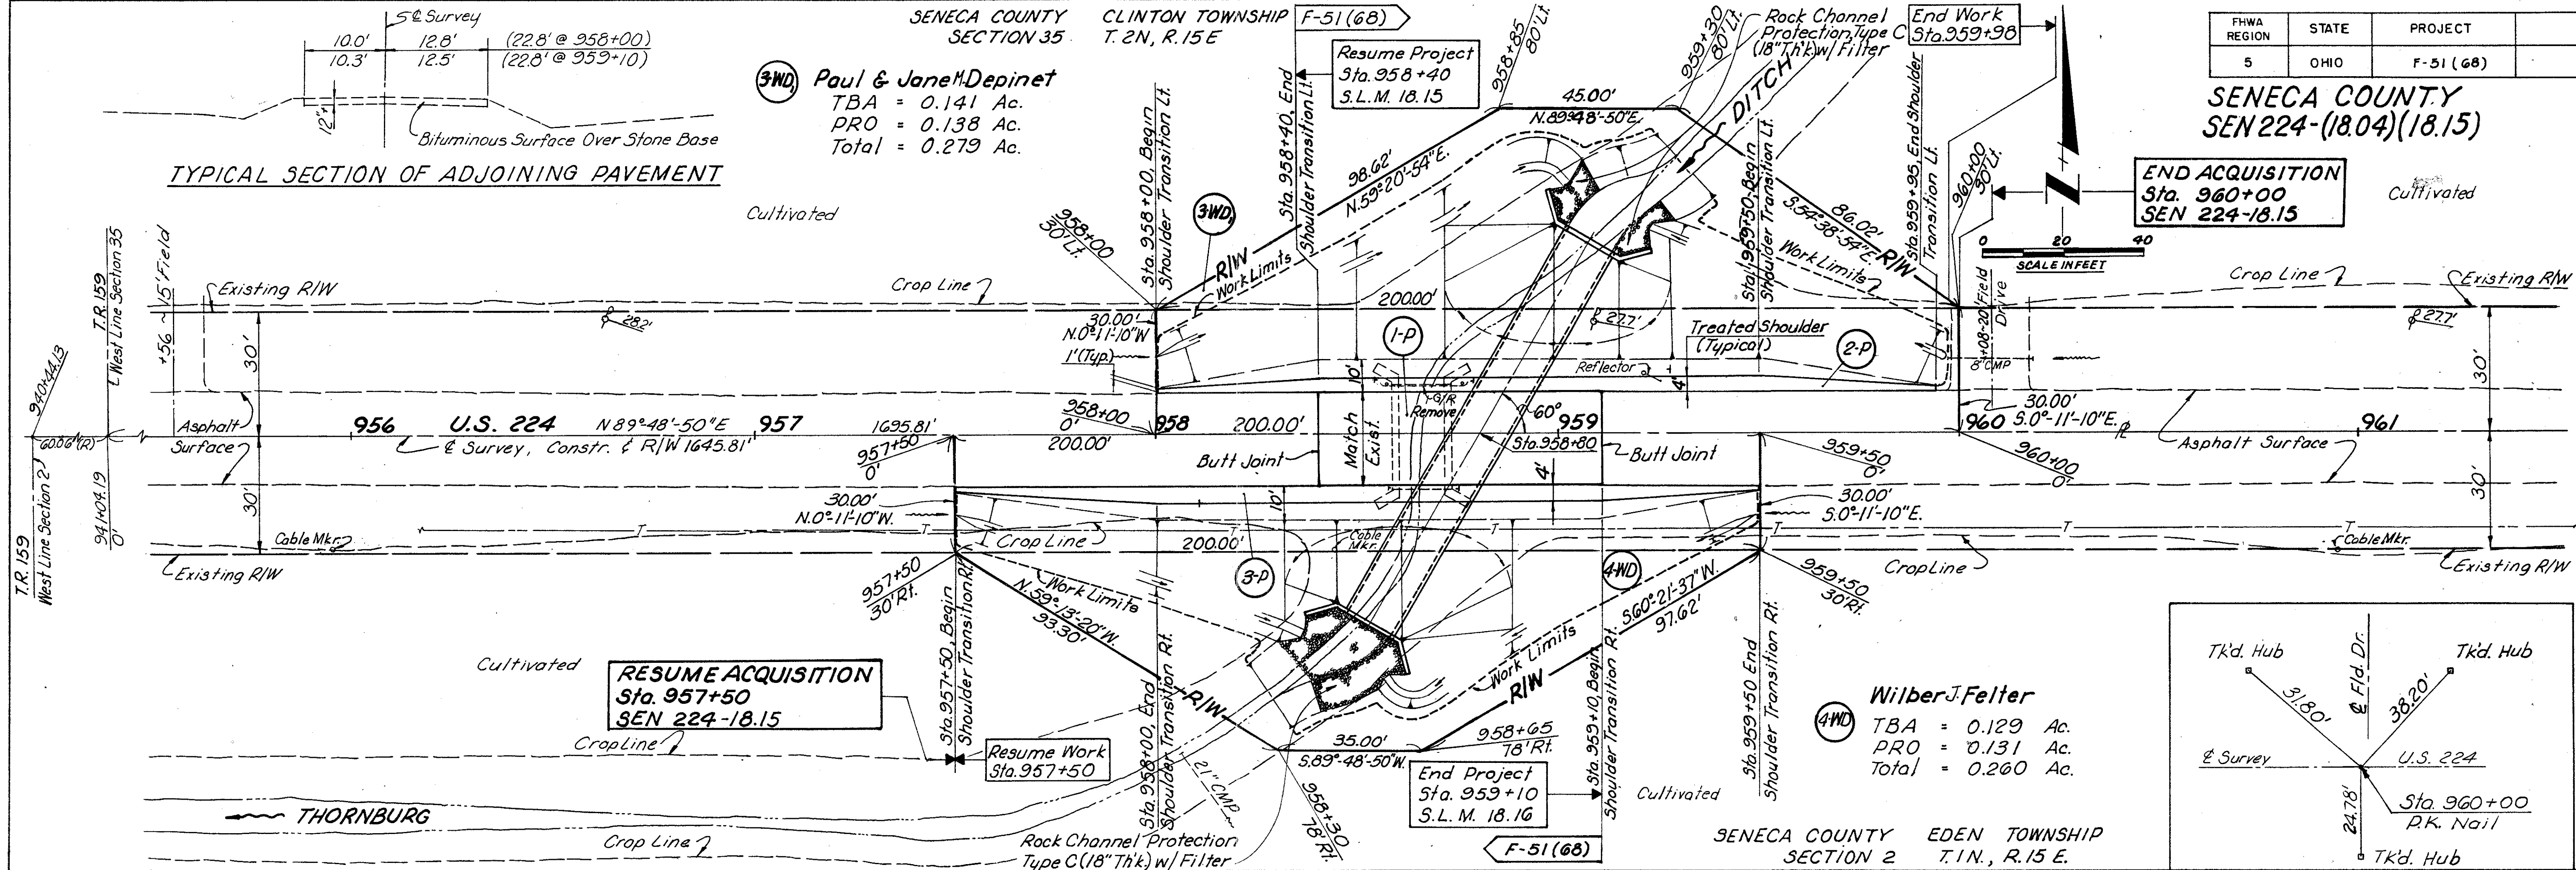 ℄ Survey
10.0' 12.8' (22.8' @ 958+00)
10.3' 12.5' (22.8' @ 959+10)
12"±
Bituminous Surface Over Stone Base
TYPICAL SECTION OF ADJOINING PAVEMENT
SENECA COUNTY CLINTON TOWNSHIP
SECTION 35 T. 2N, R. 15 E
F-51 (68)
3-WD, Paul & Jane M. Depinet
TBA = 0.141 Ac.
PRO = 0.138 Ac.
Total = 0.279 Ac.
Resume Project
Sta. 958+40
S.L.M. 18.15
958+85
80' Lt.
959+30
80' Lt.
Rock Channel
Protection, Type C
(18" Th'k) w/ Filter
End Work
Sta. 959+98
FHWA REGION STATE PROJECT
5 OHIO F-51 (68)
SENECA COUNTY
SEN 224-(18.04)(18.15)
END ACQUISITION
Sta. 960+00
SEN 224-18.15
Cultivated
0 20 40
SCALE IN FEET
N
Cultivated
Sta. 958+00, Begin
Shoulder Transition Lt.
Sta. 958+40, End
Shoulder Transition Lt.
45.00'
N.89°48'-50"E.
DITCH
98.62'
N.59°-20'-54"E.
Sta. 959+50-Begin
Shoulder Transition Lt.
86.02'
S.54°-38'-54"E.
Sta. 959+95, End Shoulder
Transition Lt.
960+00
30' Lt.
3-WD,
958+00
30' Lt.
R/W
Work Limits
Work Limits
R/W
T.R. 159
West Line Section 35
+56 ~ 15' Field
Existing R/W
Crop Line
28.2'
200.00'
27.7'
Crop Line
Existing R/W
27.7'
30.00'
N.0°-11'-10"W
1' (Typ.)
1-P
Treated Shoulder
(Typical)
2-P
Reflector
4'
10'
+08-20' Field
Drive
8" CMP
30'
30'
30.00'
S.0°-11'-10"E.
940+44.13
60.06' (R)
Asphalt
Surface
956 U.S. 224 N 89°-48'-50"E 957
1695.81'
958+00
0'
958
200.00'
200.00'
G/R
Remove
60°
959
Sta. 958+80
960
961
℄ Survey, Constr. & R/W 1645.81'
957+50
0'
Butt Joint
Match
Exist.
Butt Joint
4'
959+50
0'
960+00
0'
Asphalt Surface
T.R. 159
West Line Section 2
941+04.19
0'
30'
30'
30.00'
N.0°-11'-10"W.
10'
30.00'
S.0°-11'-10"E.
Cable Mkr.
T
T
T
T
T
T
Crop Line
200.00'
Cable
Mkr.
Crop Line
Cable Mkr.
Existing R/W
Existing R/W
957+50
30' Rt.
3-P
4-WD
959+50
30' Rt.
Work Limits
N.59°-13'-20"W.
93.30'
S.60°-21'-37"W.
97.62'
Work Limits
R/W
R/W
Cultivated
RESUME ACQUISITION
Sta. 957+50
SEN 224-18.15
Sta. 957+50, Begin
Shoulder Transition Rt.
Sta. 958+00, End
Shoulder Transition Rt.
Crop Line
Resume Work
Sta. 957+50
21" CMP
35.00'
S.89°-48'-50"W.
958+65
78' Rt.
958+30
78' Rt.
End Project
Sta. 959+10
S.L.M. 18.16
Sta. 959+10, Begin
Shoulder Transition Rt.
Cultivated
Sta. 959+50 End
Shoulder Transition Rt.
4-WD Wilber J. Felter
TBA = 0.129 Ac.
PRO = 0.131 Ac.
Total = 0.260 Ac.
THORNBURG
Crop Line
Rock Channel Protection
Type C (18" Th'k) w/ Filter
F-51 (68)
SENECA COUNTY EDEN TOWNSHIP
SECTION 2 T. 1 N., R. 15 E.
Tk'd. Hub
Tk'd. Hub
℄ Fld. Dr.
31.80'
38.20'
℄ Survey
U.S. 224
24.78'
Sta. 960+00
P.K. Nail
Tk'd. Hub